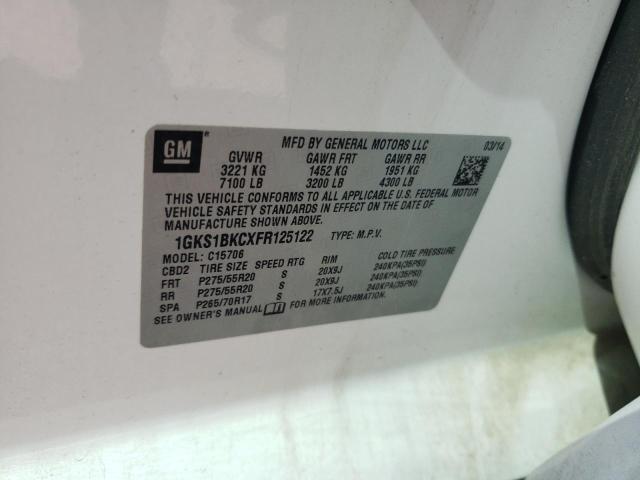 GM
MFD BY GENERAL MOTORS LLC 03/14
GVWR GAWR FRT GAWR RR
3221 KG 1452 KG 1951 KG
7100 LB 3200 LB 4300 LB
THIS VEHICLE CONFORMS TO ALL APPLICABLE U.S. FEDERAL MOTOR
VEHICLE SAFETY STANDARDS IN EFFECT ON THE DATE OF
MANUFACTURE SHOWN ABOVE.
1GKS1BKCXFR125122 TYPE: M.P.V.
MODEL: C15706
CBD2 TIRE SIZE SPEED RTG RIM COLD TIRE PRESSURE
FRT P275/55R20 S 20X9J 240KPA(35PSI)
RR P275/55R20 S 20X9J 240KPA(35PSI)
SPA P265/70R17 S 17X7.5J 240KPA(35PSI)
SEE OWNER'S MANUAL FOR MORE INFORMATION.